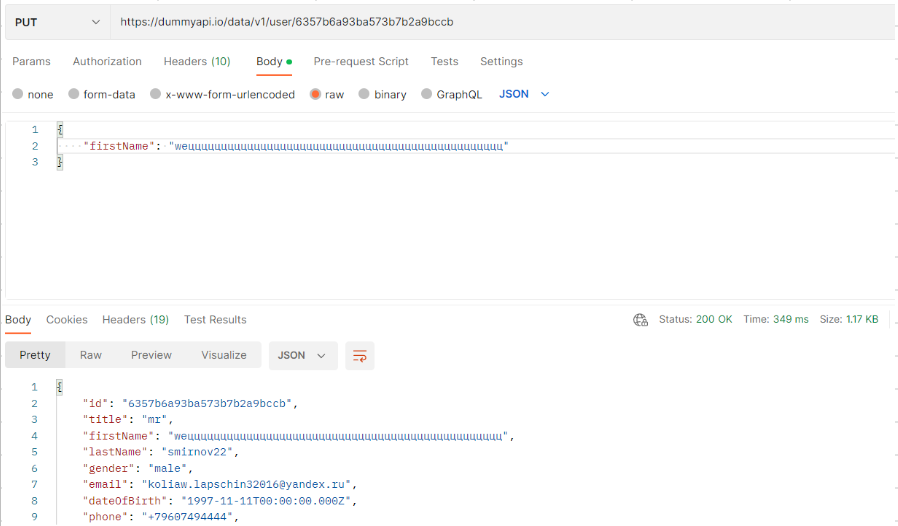 PUT https://dummyapi.io/data/v1/user/6357b6a93ba573b7b2a9bccb
Params Authorization Headers (10) Body Pre-request Script Tests Settings
none form-data x-www-form-urlencoded raw binary GraphQL JSON
1 {
2 "firstName": "weцццццццццццццццццццццццццццццццццццццццццццццццц"
3 }
Body Cookies Headers (19) Test Results Status: 200 OK Time: 349 ms Size: 1.17 KB
Pretty Raw Preview Visualize JSON
1 {
2 "id": "6357b6a93ba573b7b2a9bccb",
3 "title": "mr",
4 "firstName": "weцццццццццццццццццццццццццццццццццццццццццццццццц",
5 "lastName": "smirnov22",
6 "gender": "male",
7 "email": "koliaw.lapschin32016@yandex.ru",
8 "dateOfBirth": "1997-11-11T00:00:00.000Z",
9 "phone": "+79607494444",